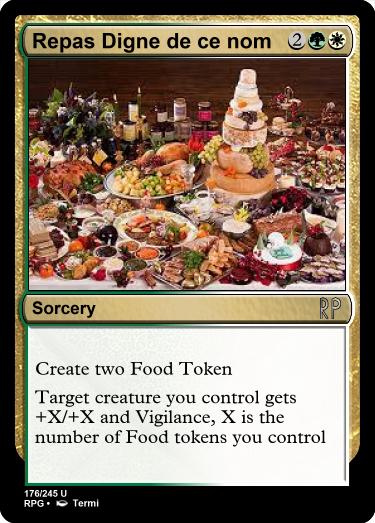 Repas Digne de ce nom 2
Sorcery RP
Create two Food Token
Target creature you control gets
+X/+X and Vigilance, X is the
number of Food tokens you control
176/245 U
RPG • Termi